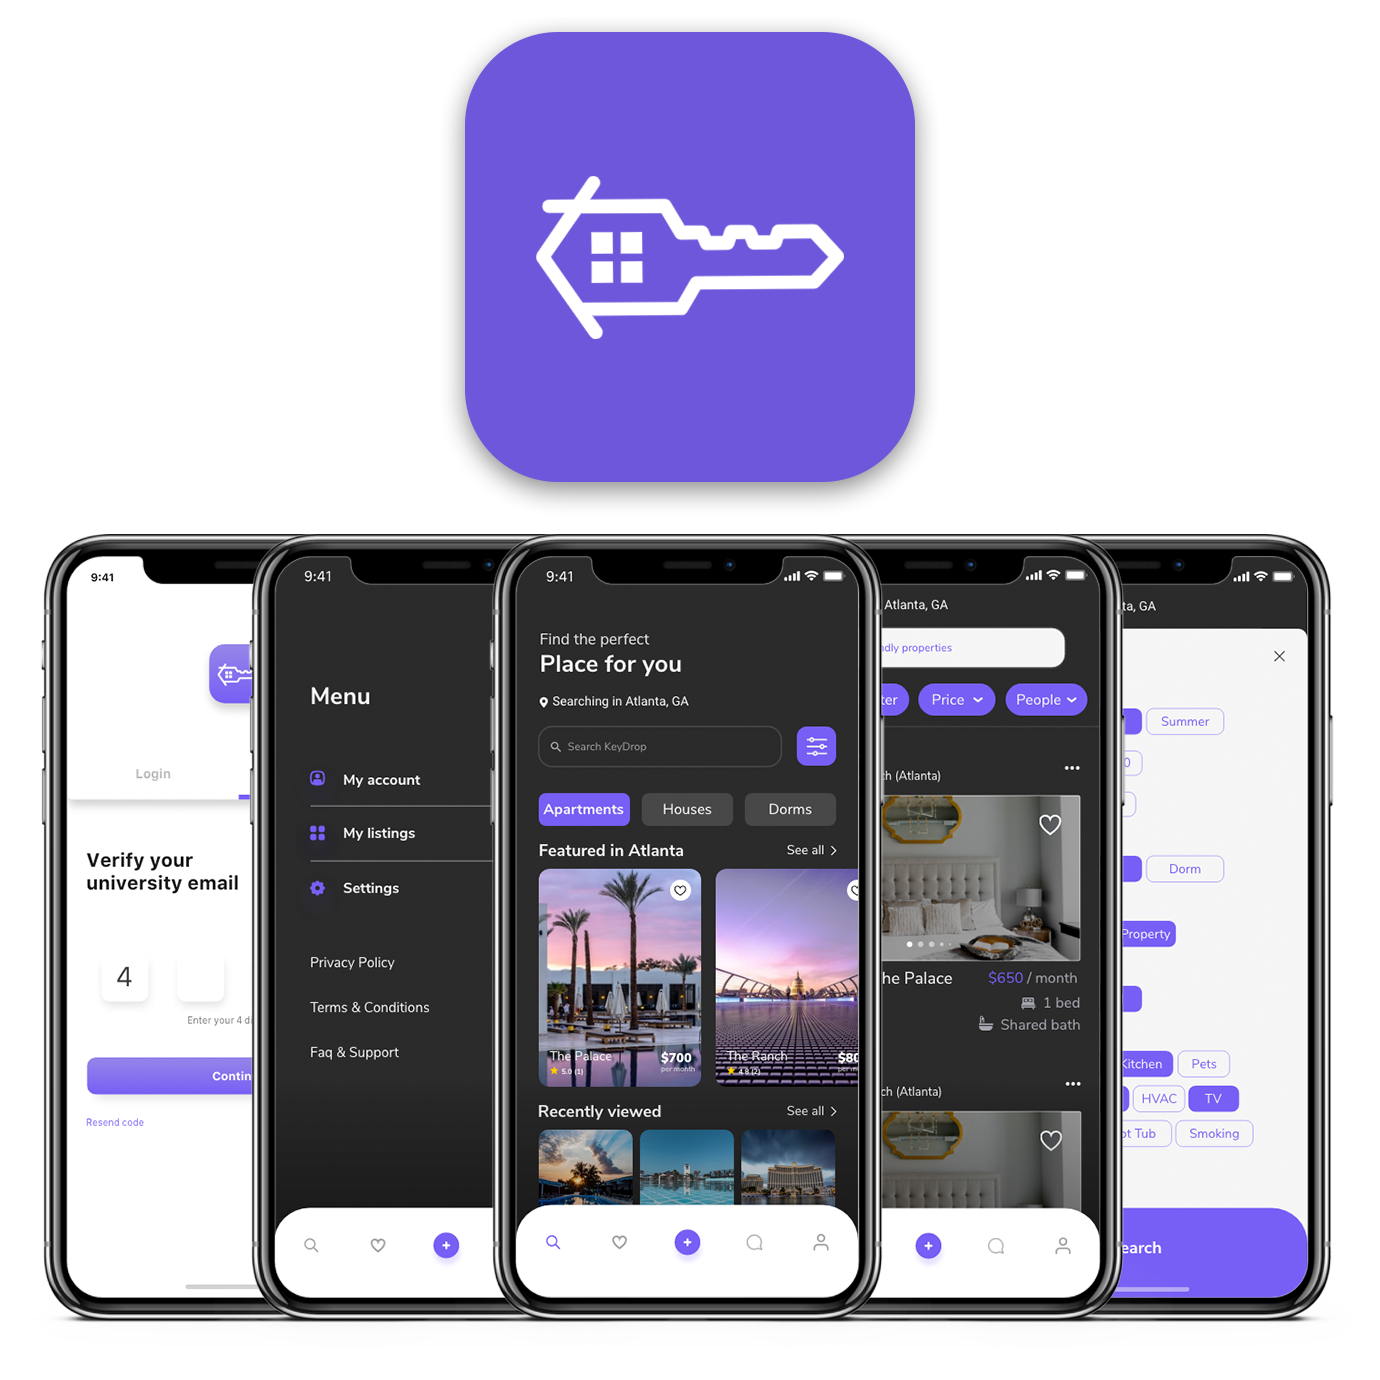 9:41
Login
Verify your
university email
4
Enter your 4 di
Contin
Resend code
9:41
Menu
My account
My listings
Settings
Privacy Policy
Terms & Conditions
Faq & Support
9:41
Find the perfect
Place for you
Searching in Atlanta, GA
Search KeyDrop
Apartments Houses Dorms
Featured in Atlanta See all >
The Palace $700
5.0 (1) per month
The Ranch $80
4.8 (2) per m
Recently viewed See all >
Atlanta, GA
ndly properties
ter Price People
ch (Atlanta)
he Palace $650 / month
1 bed
Shared bath
ch (Atlanta)
ta, GA
Summer
0
Dorm
Property
Kitchen Pets
HVAC TV
ot Tub Smoking
earch